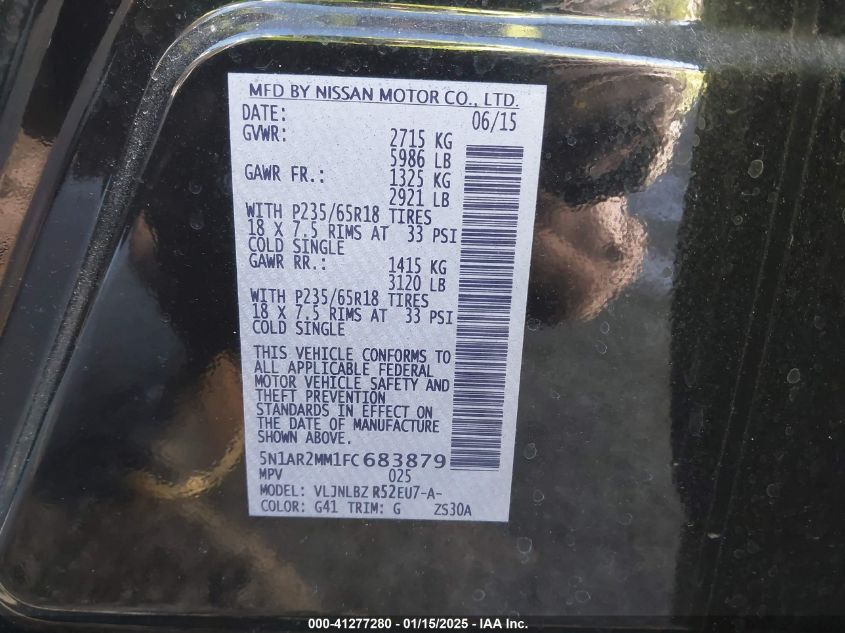 MFD BY NISSAN MOTOR CO., LTD.
DATE: 06/15
GVWR: 2715 KG
5986 LB
GAWR FR.: 1325 KG
2921 LB
WITH P235/65R18 TIRES
18 X 7.5 RIMS AT 33 PSI
COLD SINGLE
GAWR RR.: 1415 KG
3120 LB
WITH P235/65R18 TIRES
18 X 7.5 RIMS AT 33 PSI
COLD SINGLE
THIS VEHICLE CONFORMS TO
ALL APPLICABLE FEDERAL
MOTOR VEHICLE SAFETY AND
THEFT PREVENTION
STANDARDS IN EFFECT ON
THE DATE OF MANUFACTURE
SHOWN ABOVE.
5N1AR2MM1FC683879
MPV 025
MODEL: VLJNLBZ R52EU7-A-
COLOR: G41 TRIM: G ZS30A
000-41277280 - 01/15/2025 - IAA Inc.